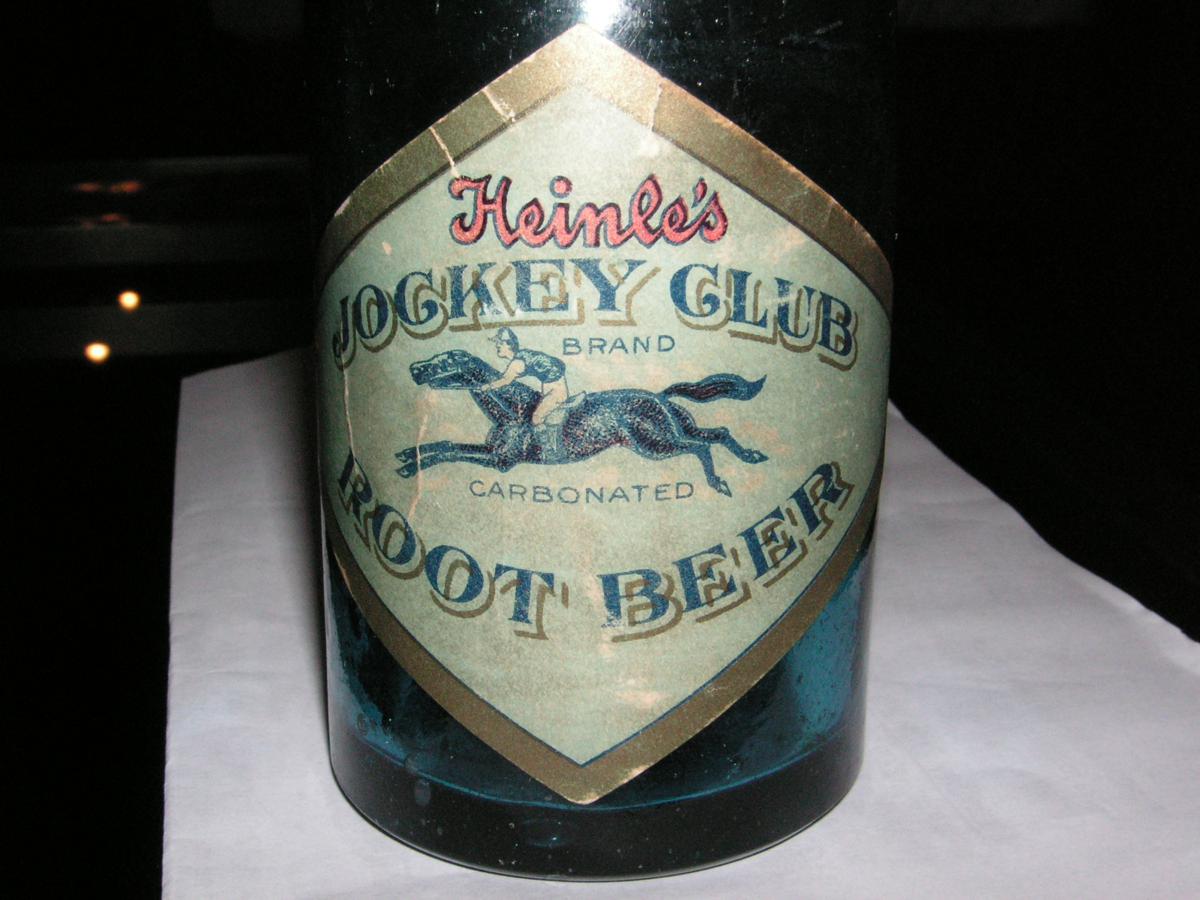 Heinle's
JOCKEY CLUB
BRAND
CARBONATED
ROOT BEER